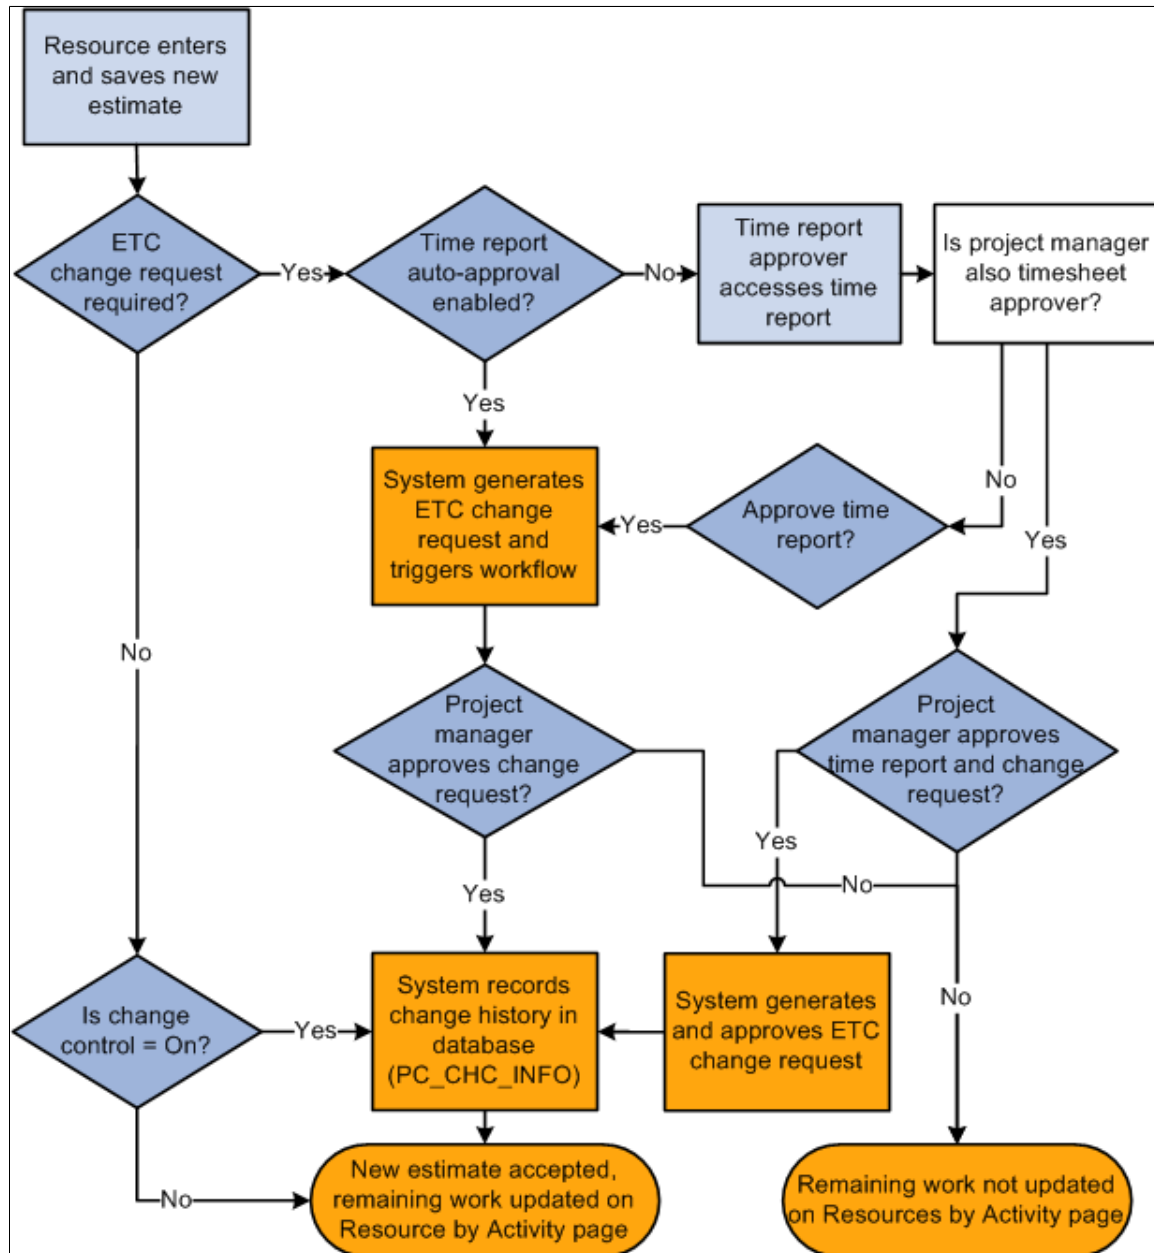 Resource enters
and saves new
estimate
ETC
change request
required?
Yes
Time report
auto-approval
enabled?
No
Time report
approver
accesses time
report
Is project manager
also timesheet
approver?
Yes
No
Yes
System generates
ETC change
request and
triggers workflow
Yes
Approve time
report?
No
Project
manager
approves change
request?
Project
manager approves
time report and change
request?
Yes
Yes
No
No
Is change
control = On?
Yes
System records
change history in
database
(PC_CHC_INFO)
System generates
and approves ETC
change request
No
New estimate accepted,
remaining work updated on
Resource by Activity page
Remaining work not updated
on Resources by Activity page